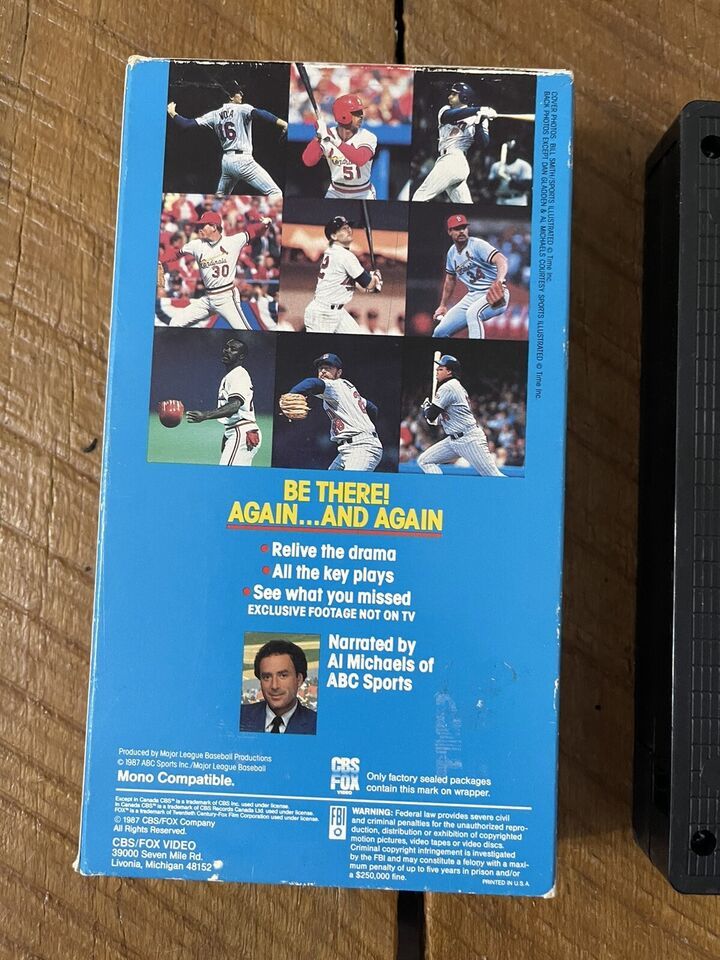 COVER PHOTOS: BILL SMITH/SPORTS ILLUSTRATED © Time Inc.
BACK PHOTOS EXCEPT DAN GLADDEN & AL MICHAELS COURTESY SPORTS ILLUSTRATED © Time Inc.
16
Cardinals
51
Cardinals
30
BE THERE!
AGAIN...AND AGAIN
• Relive the drama
• All the key plays
• See what you missed
EXCLUSIVE FOOTAGE NOT ON TV
Narrated by
Al Michaels of
ABC Sports
Produced by Major League Baseball Productions
© 1987 ABC Sports Inc./Major League Baseball
Mono Compatible.
CBS
FOX
VIDEO
Only factory sealed packages
contain this mark on wrapper.
Except in Canada CBS™ is a trademark of CBS Inc. used under license.
In Canada CBS™ is a trademark of CBS Records Canada Ltd. used under license.
FOX™ is a trademark of Twentieth Century-Fox Film Corporation used under license.
© 1987 CBS/FOX Company
All Rights Reserved.
CBS/FOX VIDEO
39000 Seven Mile Rd.
Livonia, Michigan 48152
FBI
WARNING: Federal law provides severe civil
and criminal penalties for the unauthorized repro-
duction, distribution or exhibition of copyrighted
motion pictures, video tapes or video discs.
Criminal copyright infringement is investigated
by the FBI and may constitute a felony with a maxi-
mum penalty of up to five years in prison and/or
a $250,000 fine.
PRINTED IN U.S.A.